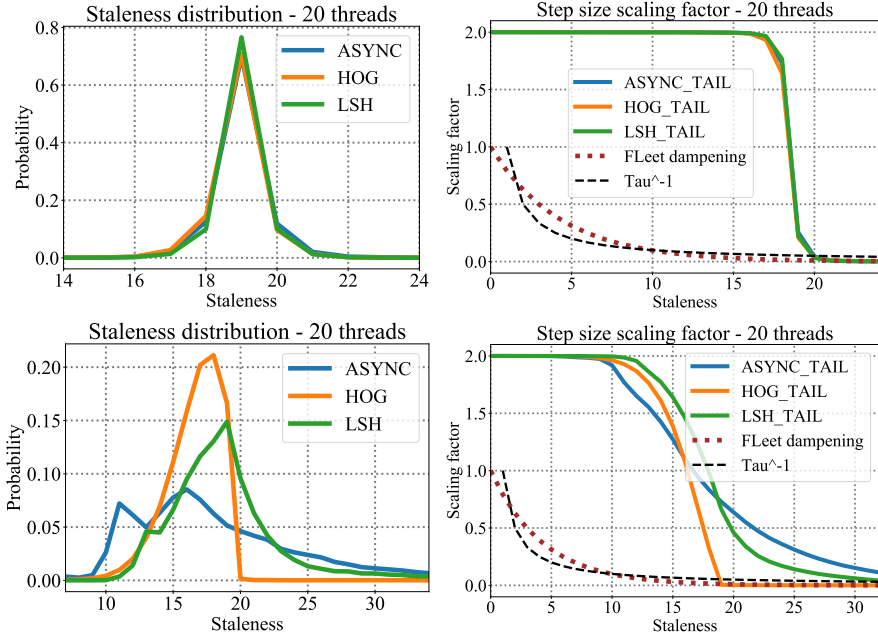 Staleness distribution - 20 threads
0.8
0.6
0.4
0.2
0.0
Probability
14 16 18 20 22 24
Staleness
ASYNC
HOG
LSH
Step size scaling factor - 20 threads
2.0
1.5
1.0
0.5
0.0
Scaling factor
0 5 10 15 20
Staleness
ASYNC_TAIL
HOG_TAIL
LSH_TAIL
FLeet dampening
Tau^-1
Staleness distribution - 20 threads
0.20
0.15
0.10
0.05
0.00
Probability
10 15 20 25 30
Staleness
ASYNC
HOG
LSH
Step size scaling factor - 20 threads
2.0
1.5
1.0
0.5
0.0
Scaling factor
0 5 10 15 20 25 30
Staleness
ASYNC_TAIL
HOG_TAIL
LSH_TAIL
FLeet dampening
Tau^-1